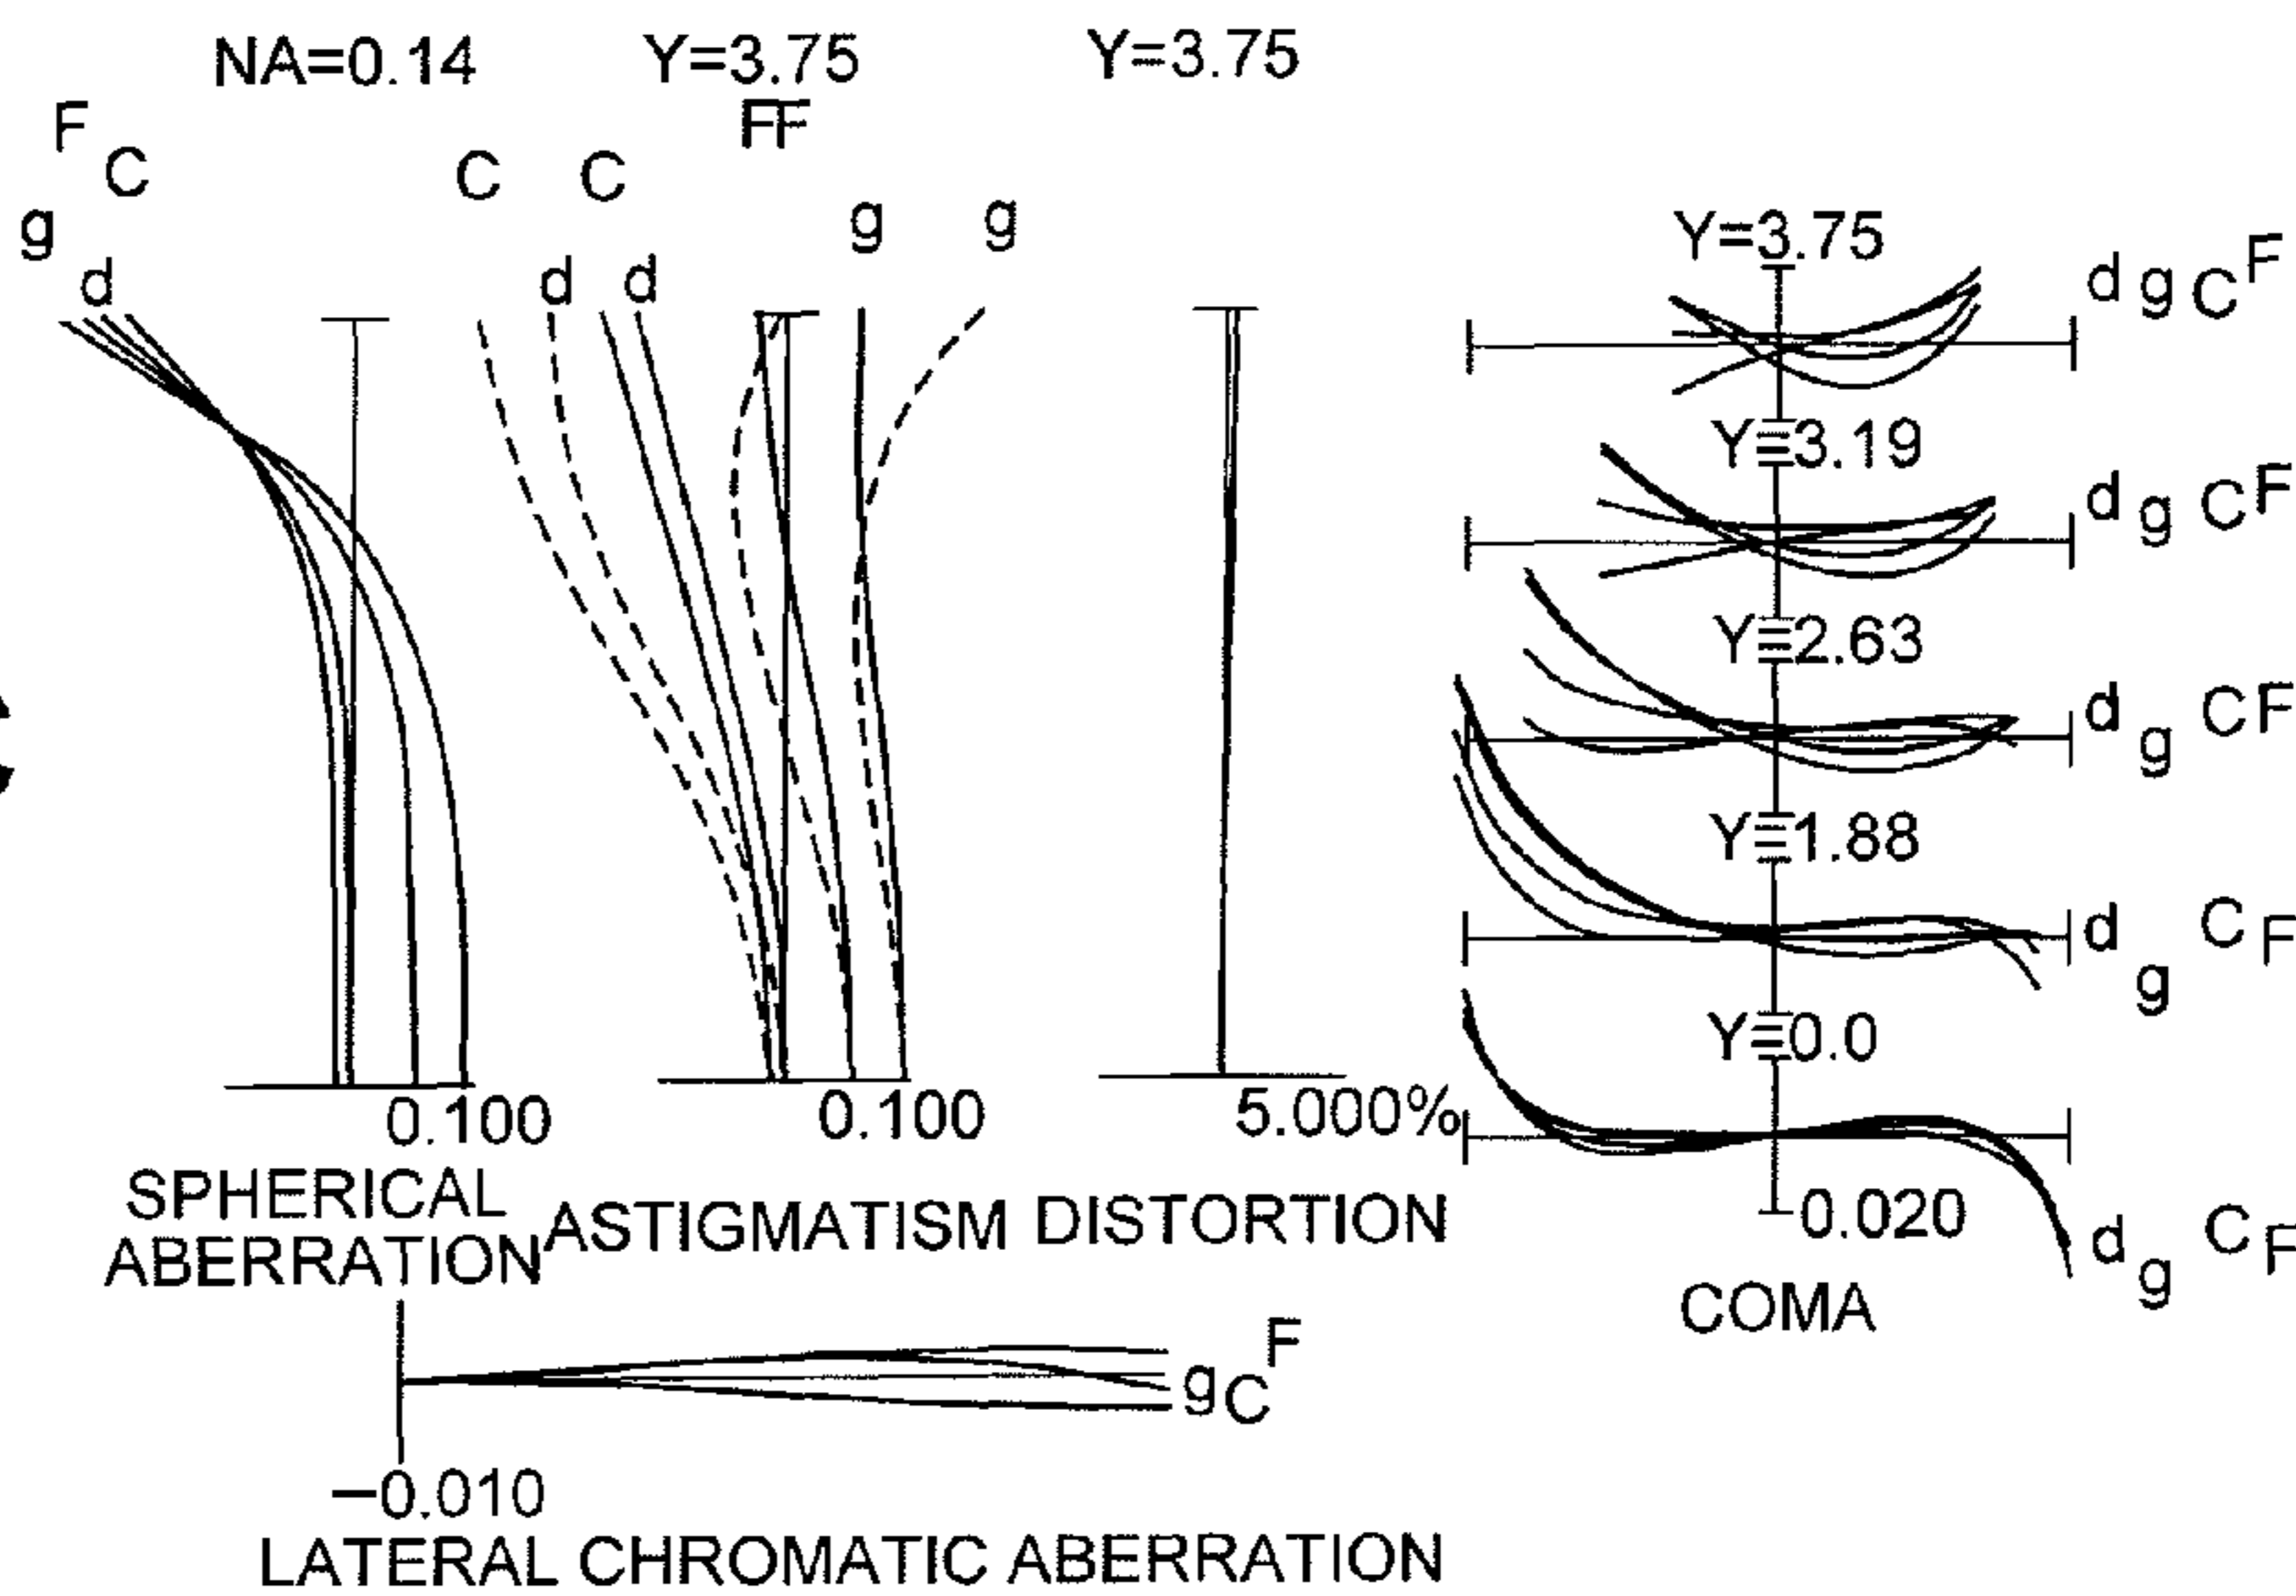 NA=0.14 Y=3.75 Y=3.75
F C C C FF g g
g d d d
Y=3.75
d g C F
Y=3.19
d g C F
Y=2.63
d g C F
Y=1.88
d g C F
Y=0.0
d g C F
0.100 0.100 5.000% 0.020
SPHERICAL
ABERRATION ASTIGMATISM DISTORTION
COMA
g C F
−0.010
LATERAL CHROMATIC ABERRATION